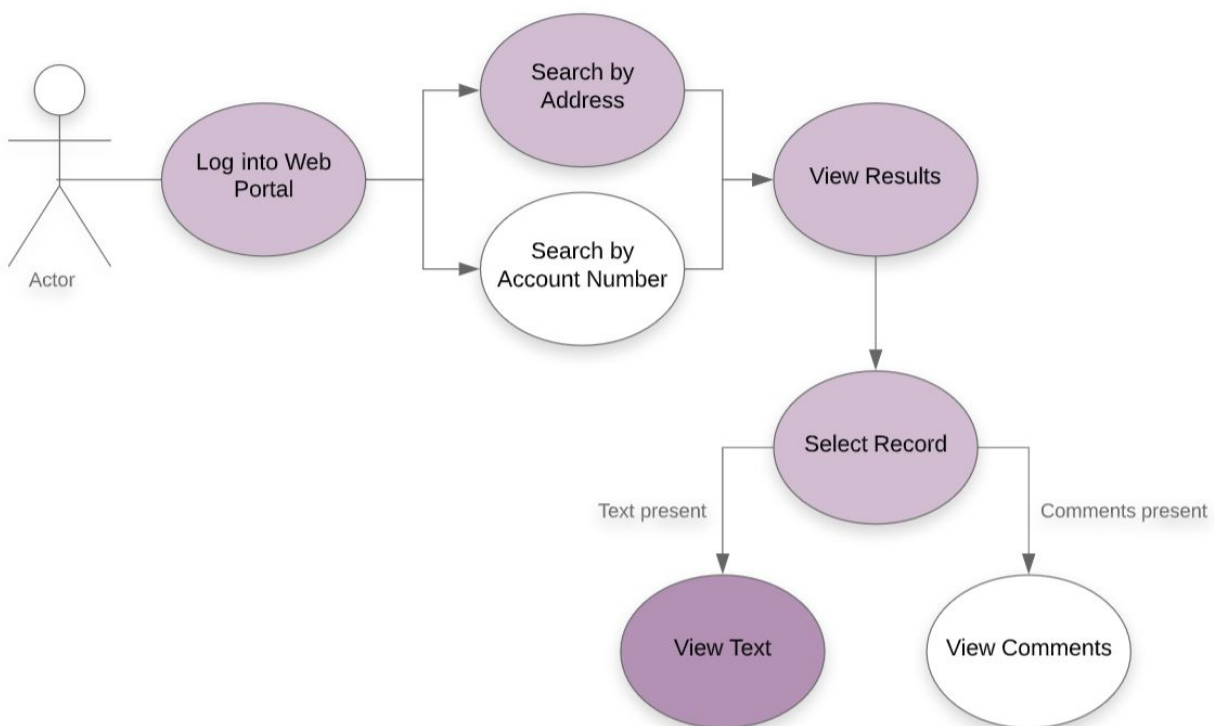 Search by
Address
Log into Web
Portal
View Results
Search by
Account Number
Actor
Select Record
Text present
Comments present
View Text
View Comments